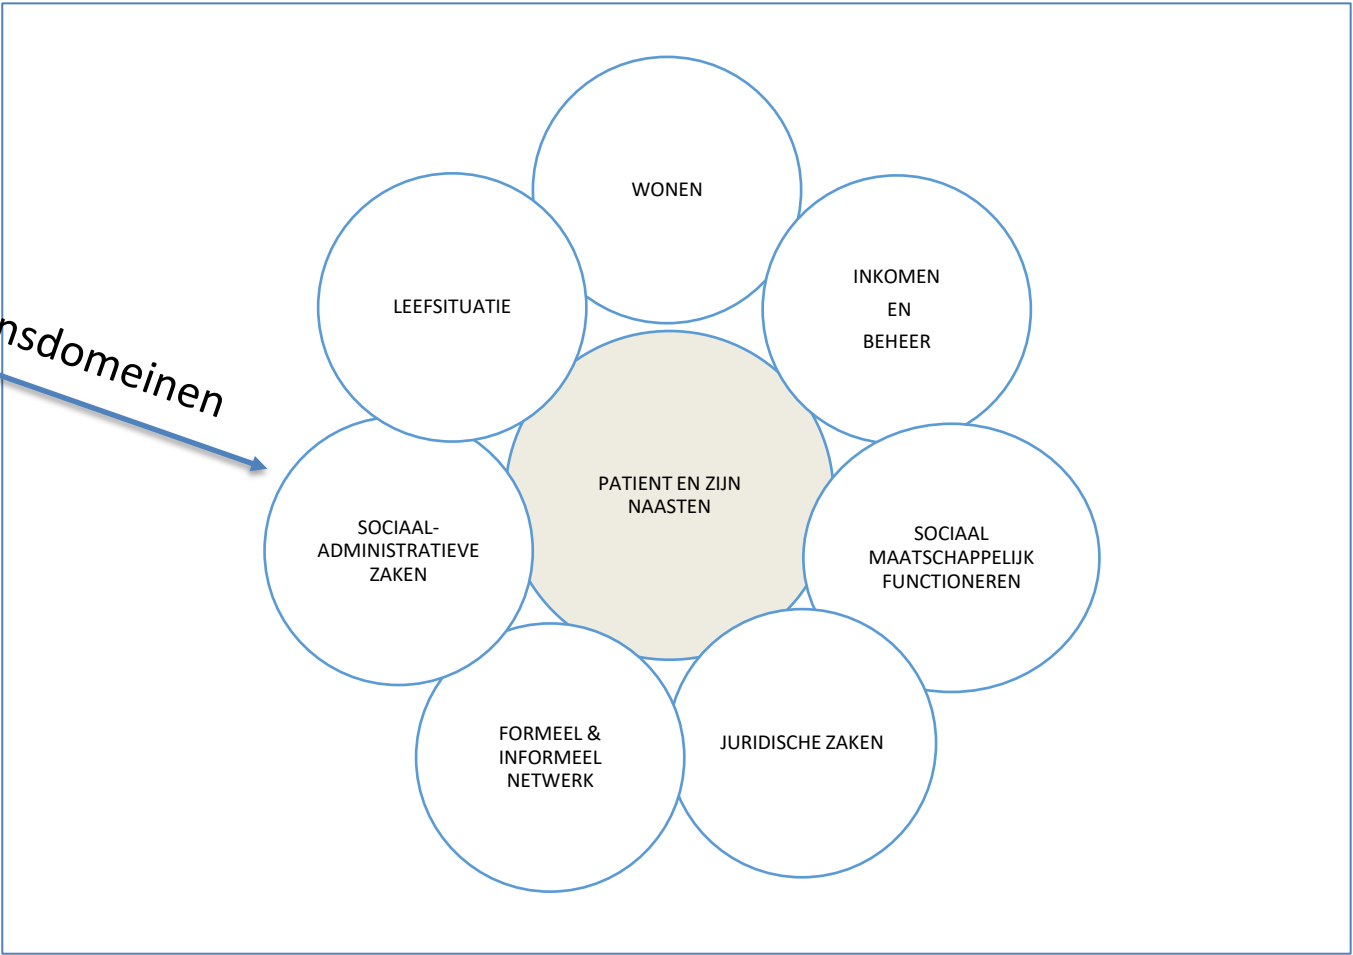 WONEN
INKOMEN
EN
BEHEER
LEEFSITUATIE
nsdomeinen
PATIENT EN ZIJN
NAASTEN
SOCIAAL-
ADMINISTRATIEVE
ZAKEN
SOCIAAL
MAATSCHAPPELIJK
FUNCTIONEREN
FORMEEL &
INFORMEEL
NETWERK
JURIDISCHE ZAKEN